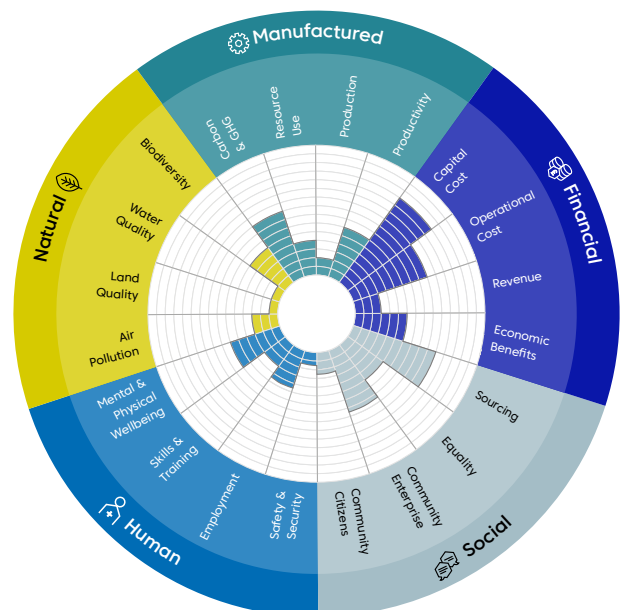 Manufactured
Carbon
& GHG
Resource
Use
Production
Productivity
Financial
Capital
Cost
Operational
Cost
Revenue
Economic
Benefits
Social
Sourcing
Equality
Community
Enterprise
Community
Citizens
Human
Safety &
Security
Employment
Skills &
Training
Mental &
Physical
Wellbeing
Natural
Air
Pollution
Land
Quality
Water
Quality
Biodiversity